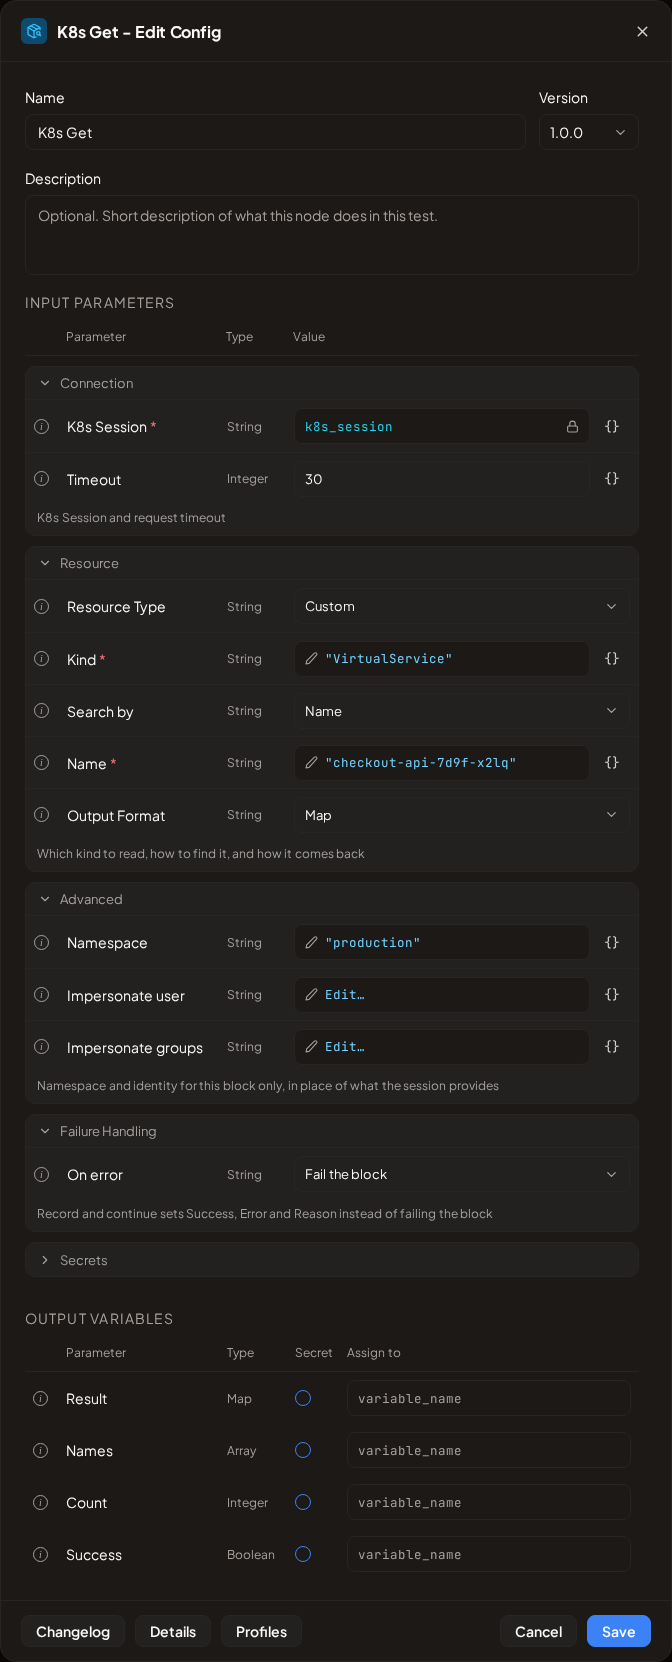 K8s Get - Edit Config
Name
Version
K8s Get
1.0.0
Description
Optional. Short description of what this node does in this test.
INPUT PARAMETERS
Parameter Type Value
Connection
K8s Session * String k8s_session {}
Timeout Integer 30 {}
K8s Session and request timeout
Resource
Resource Type String Custom
Kind * String "VirtualService" {}
Search by String Name
Name * String "checkout-api-7d9f-x2lq" {}
Output Format String Map
Which kind to read, how to find it, and how it comes back
Advanced
Namespace String "production" {}
Impersonate user String Edit… {}
Impersonate groups String Edit… {}
Namespace and identity for this block only, in place of what the session provides
Failure Handling
On error String Fail the block
Record and continue sets Success, Error and Reason instead of failing the block
Secrets
OUTPUT VARIABLES
Parameter Type Secret Assign to
Result Map variable_name
Names Array variable_name
Count Integer variable_name
Success Boolean variable_name
Changelog Details Profiles Cancel Save